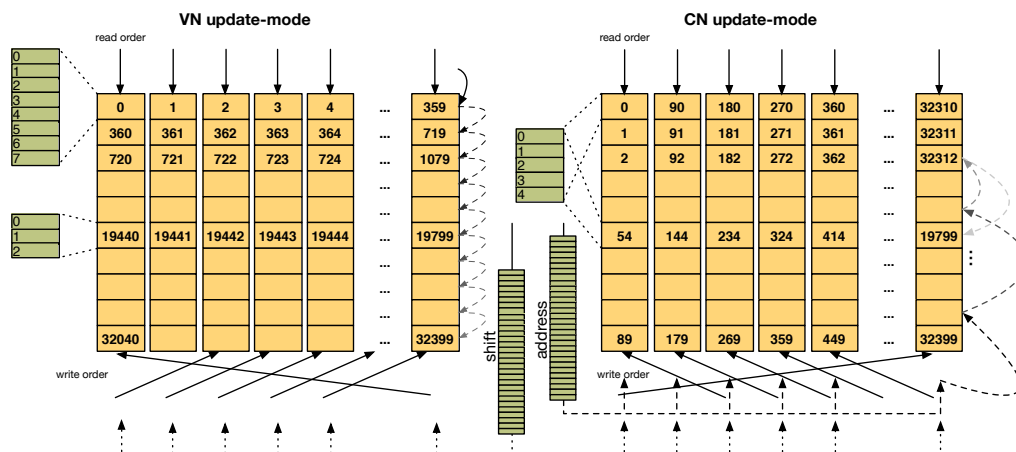 VN update-mode
CN update-mode
read order
read order
0
1
2
3
4
5
6
7
0 1 2 3 4 ... 359
360 361 362 363 364 ... 719
720 721 722 723 724 ... 1079
...
...
0
1
2
19440 19441 19442 19443 19444 ... 19799
...
...
...
32040 ... 32399
...
write order
shift
address
0
1
2
3
4
0 90 180 270 360 ... 32310
1 91 181 271 361 ... 32311
2 92 182 272 362 ... 32312
...
...
54 144 234 324 414 ... 19799
... ...
...
...
89 179 269 359 449 ... 32399
...
write order